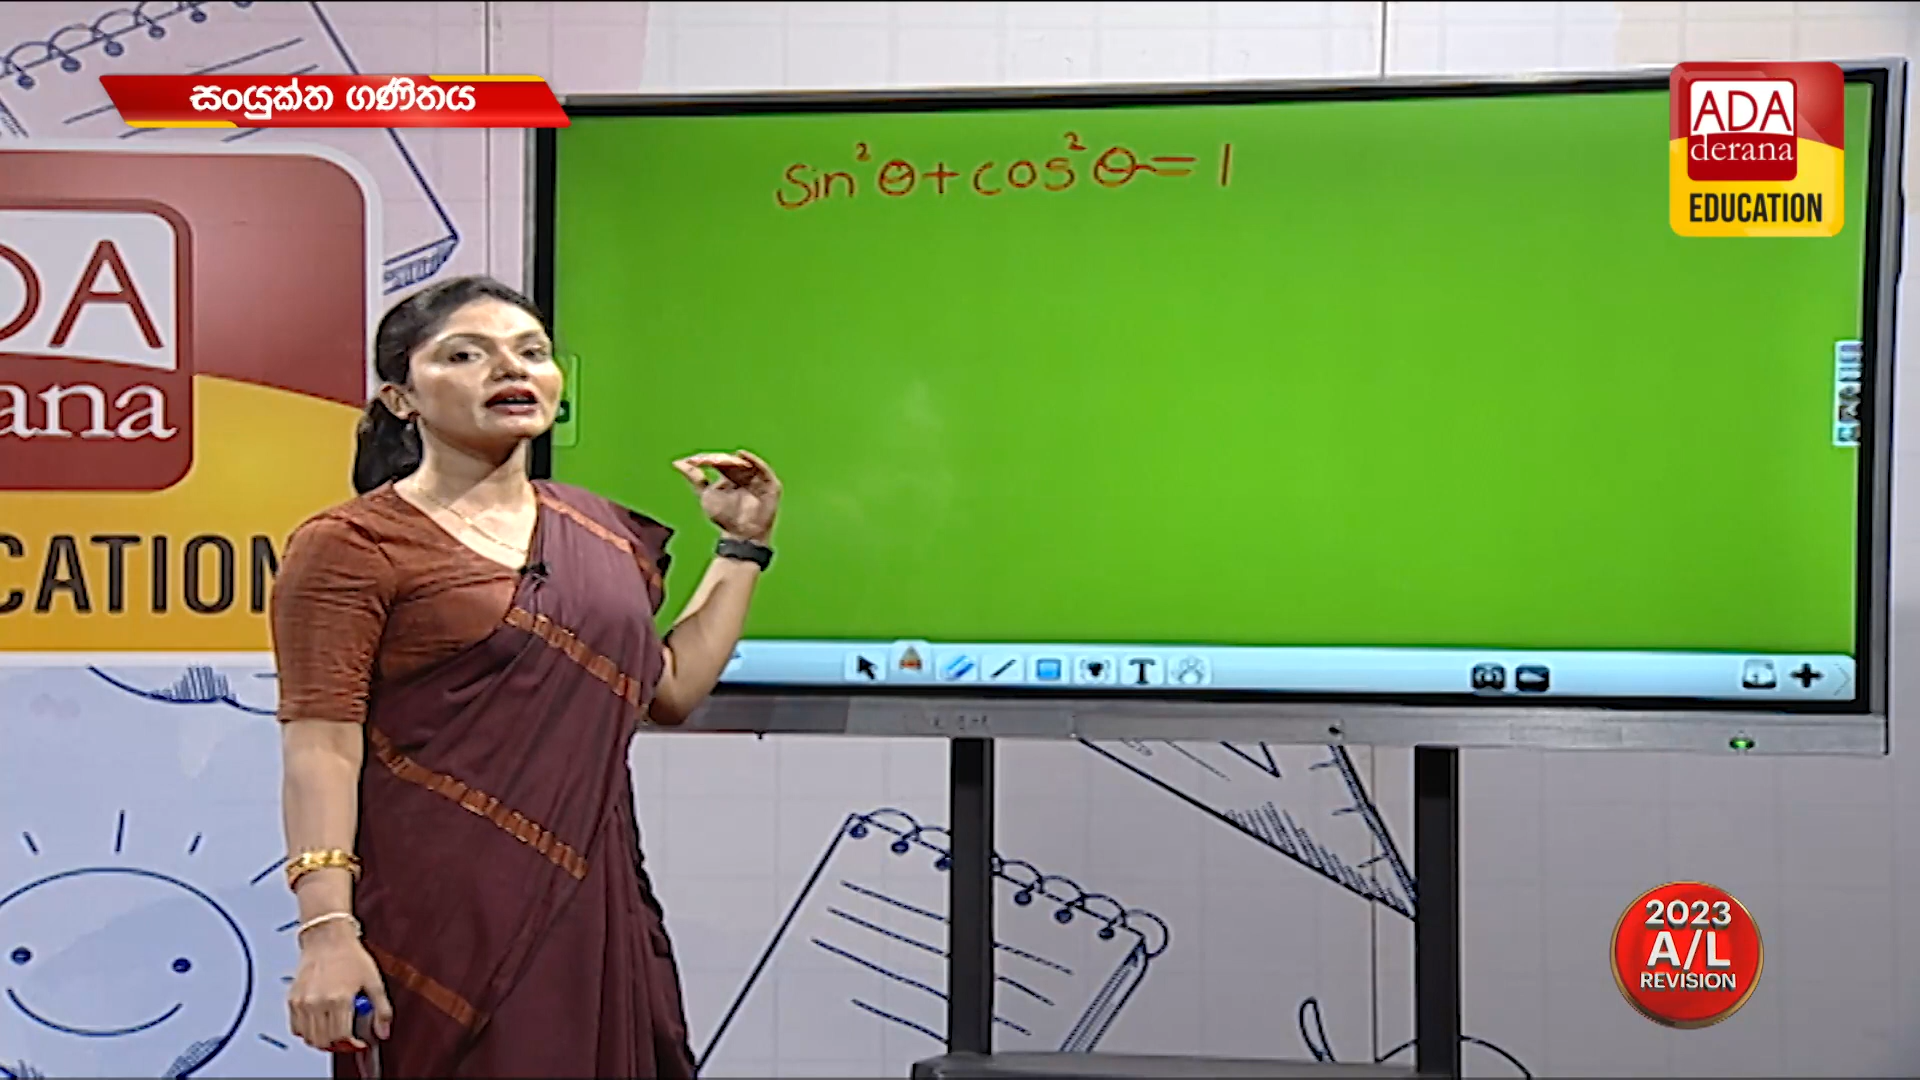 සංයුක්ත ගණිතය
sin²θ+cos²θ=1
ADA
derana
EDUCATION
DA
ana
CATION
T
2023
A/L
REVISION